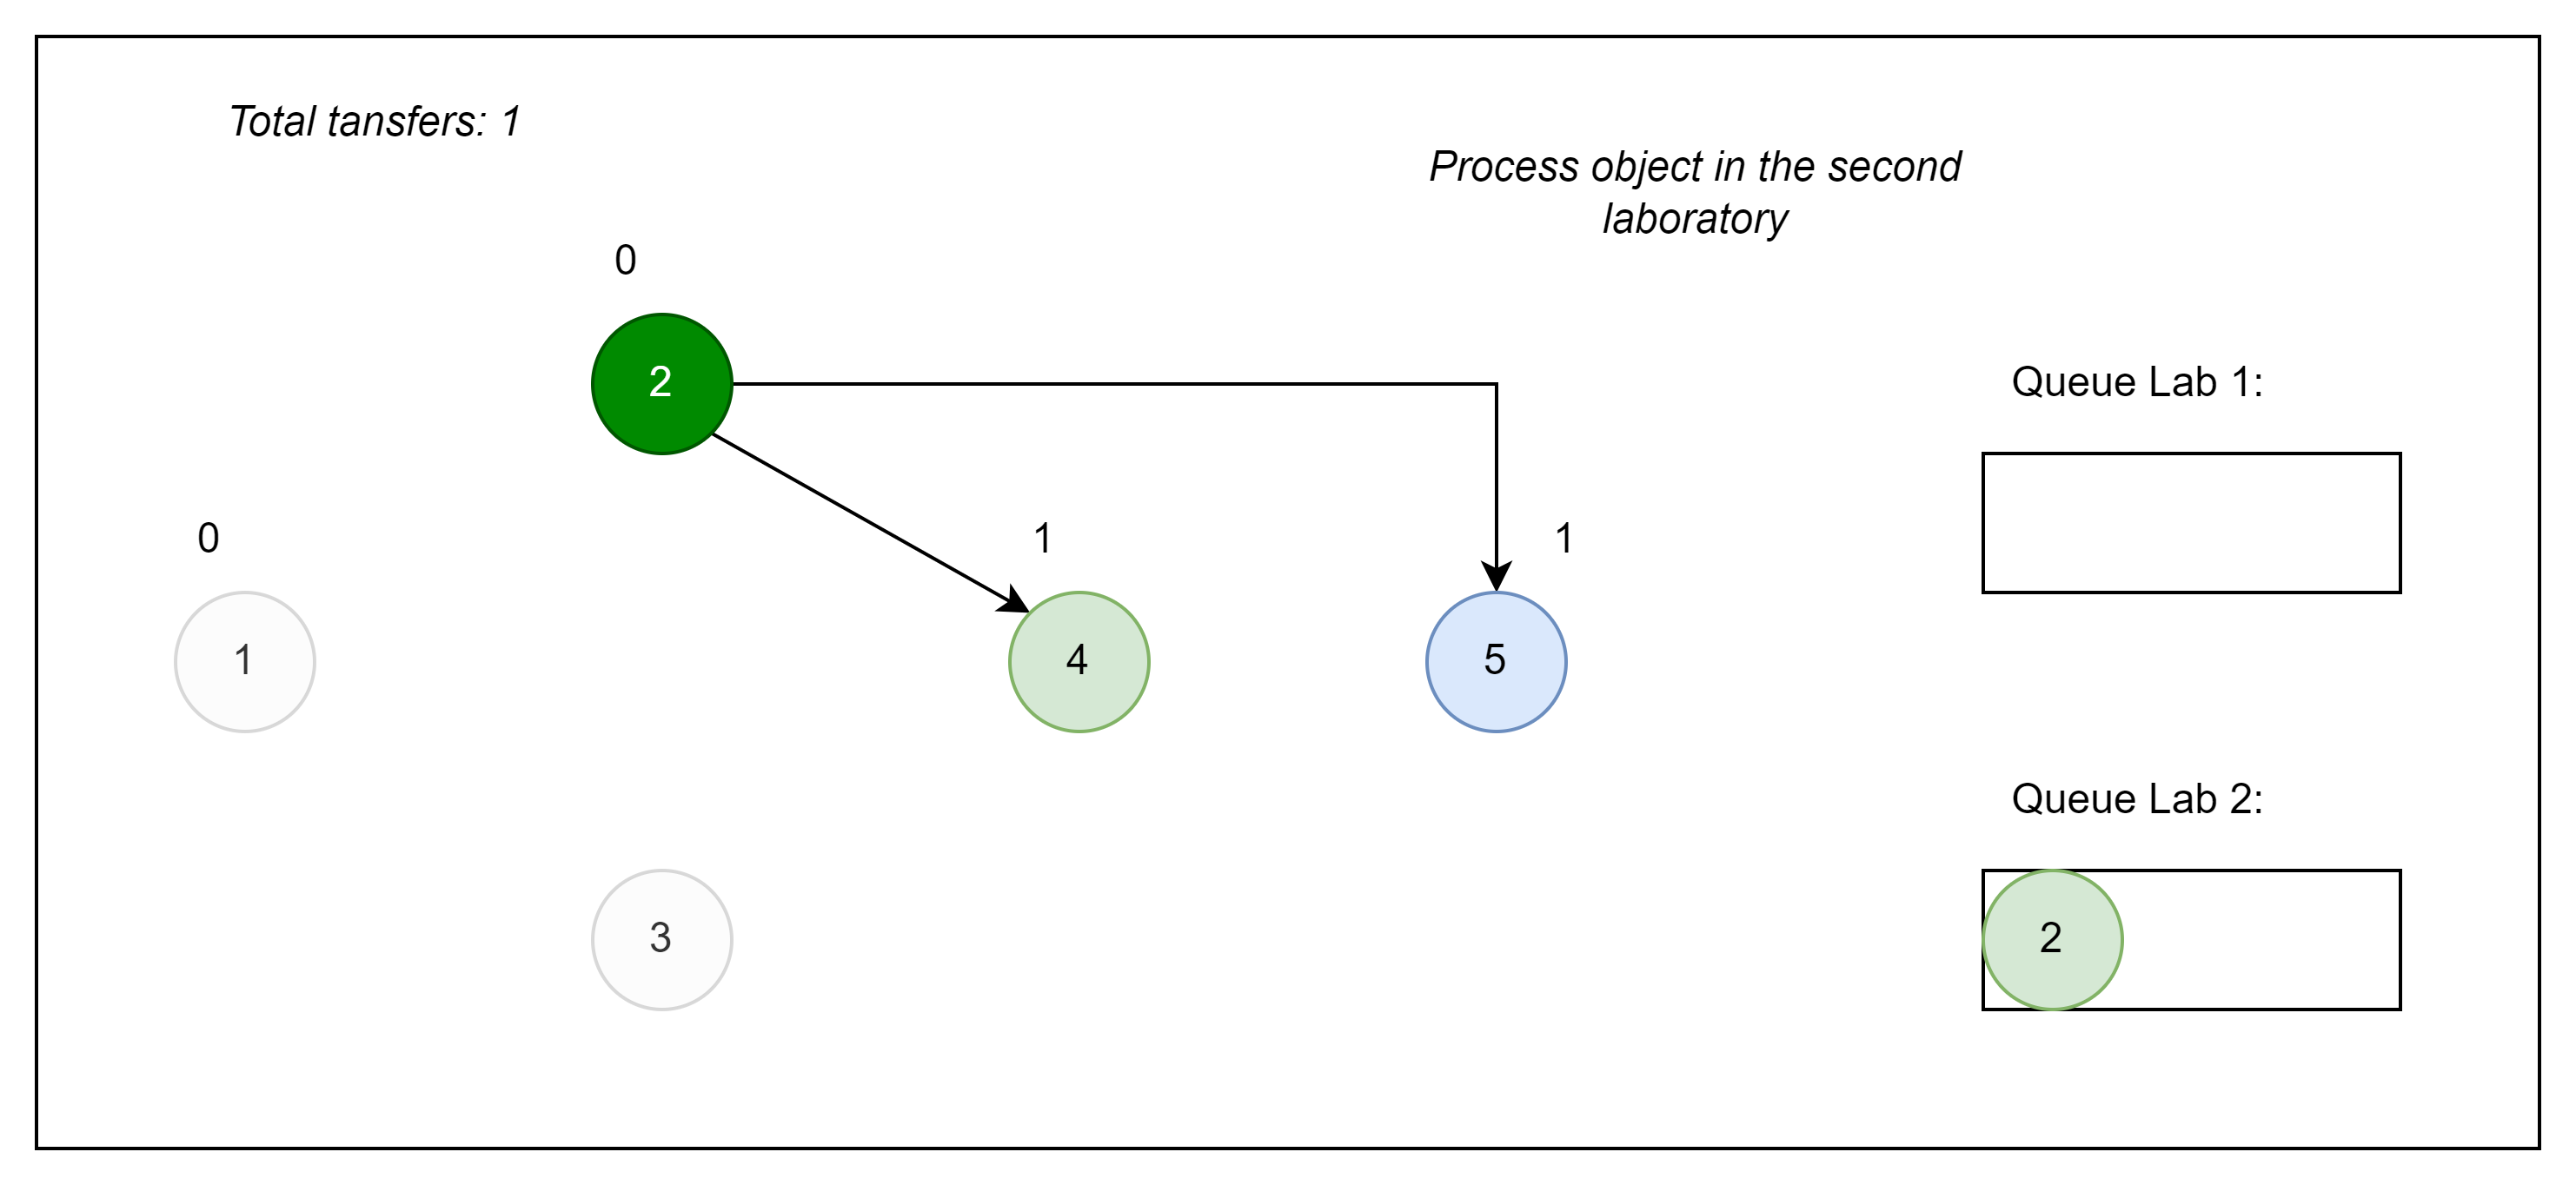 Total tansfers: 1
Process object in the second
laboratory
0
2
Queue Lab 1:
0
1
1
1
4
5
Queue Lab 2:
3
2